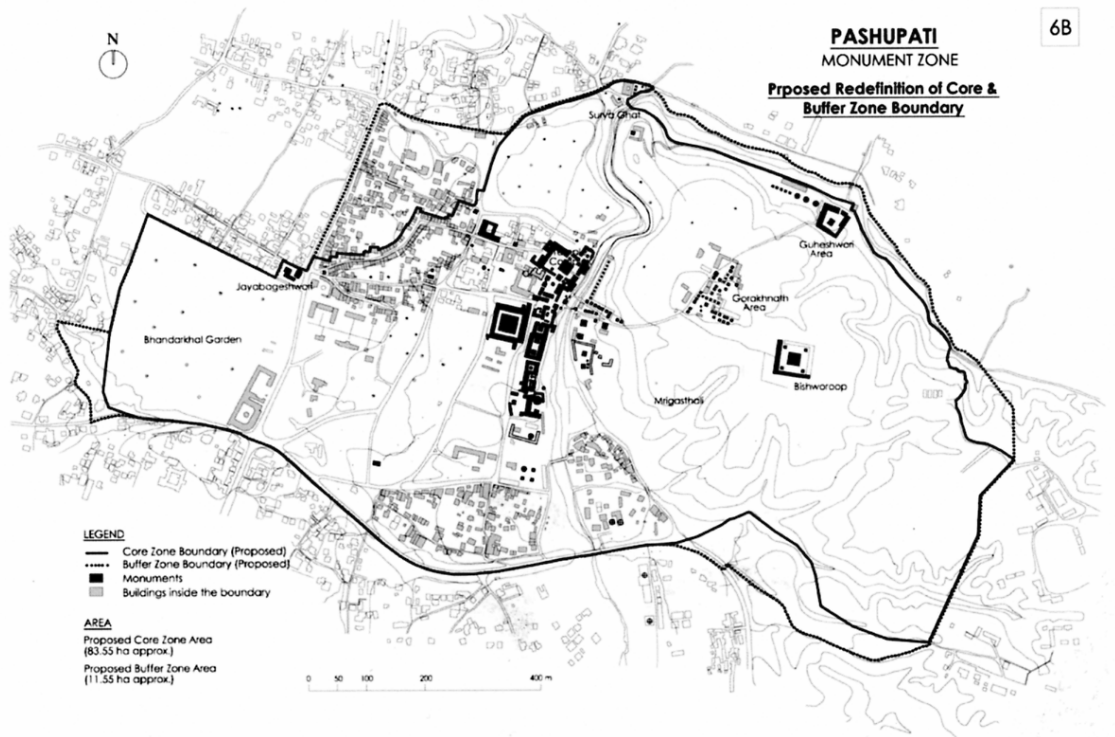 6B
N
PASHUPATI
MONUMENT ZONE
Prposed Redefinition of Core &
Buffer Zone Boundary
Surya Ghat
Guheshwori
Area
Gorakhnath
Area
Jayabageshwori
Bhandarkhal Garden
Bishworoop
Mrigasthali
LEGEND
Core Zone Boundary (Proposed)
Buffer Zone Boundary (Proposed)
Monuments
Buildings inside the boundary
AREA
Proposed Core Zone Area
(83.55 ha approx.)
Proposed Buffer Zone Area
(11.55 ha approx.)
0 50 100 200 400 m